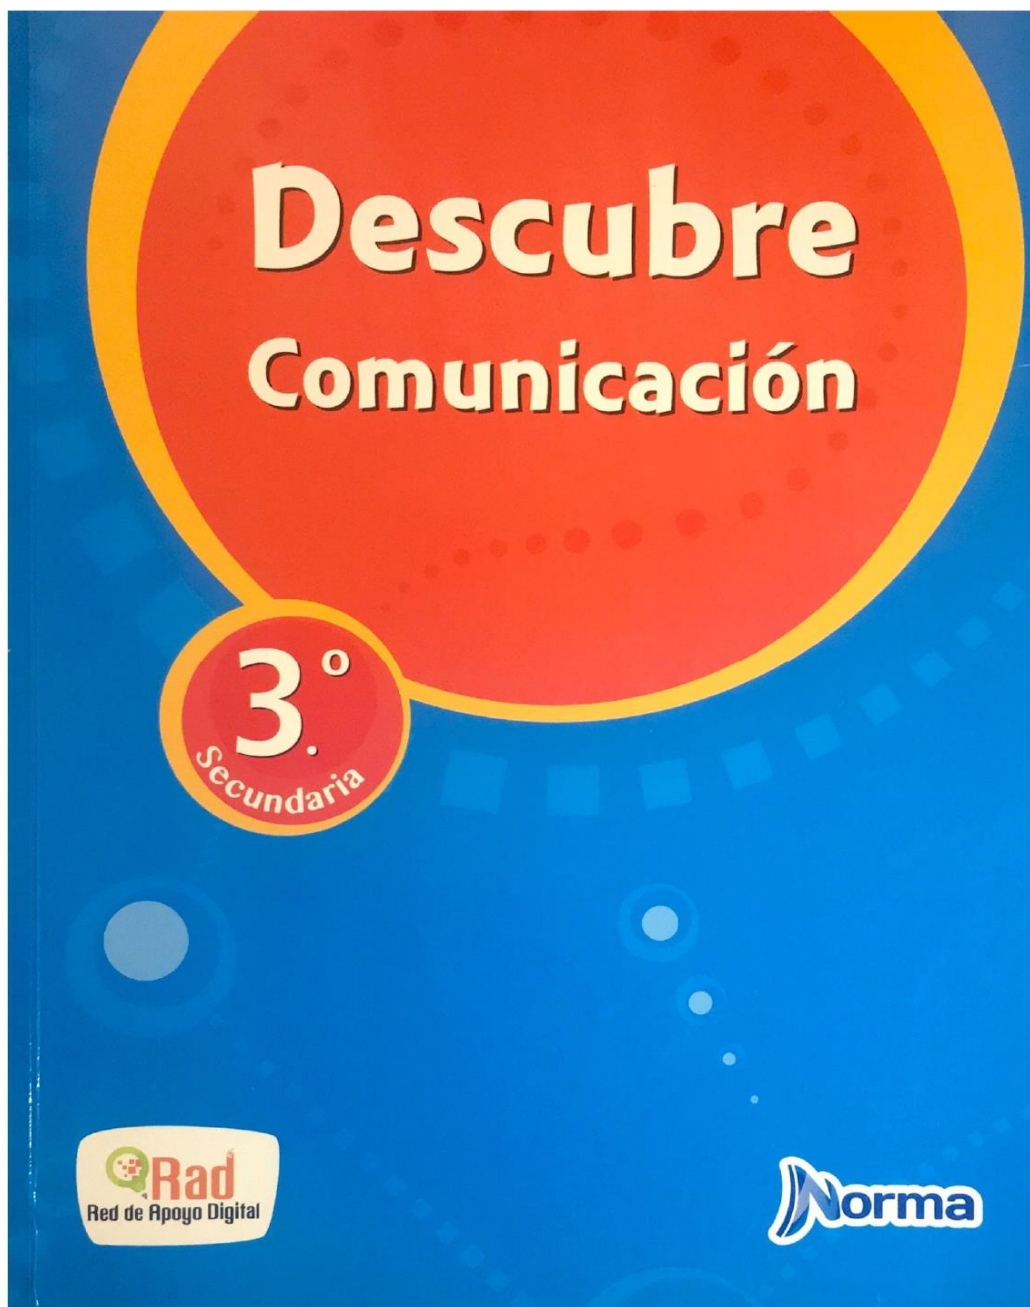 Descubre
Comunicación
3.º
Secundaria
Rad
Red de Apoyo Digital
Norma